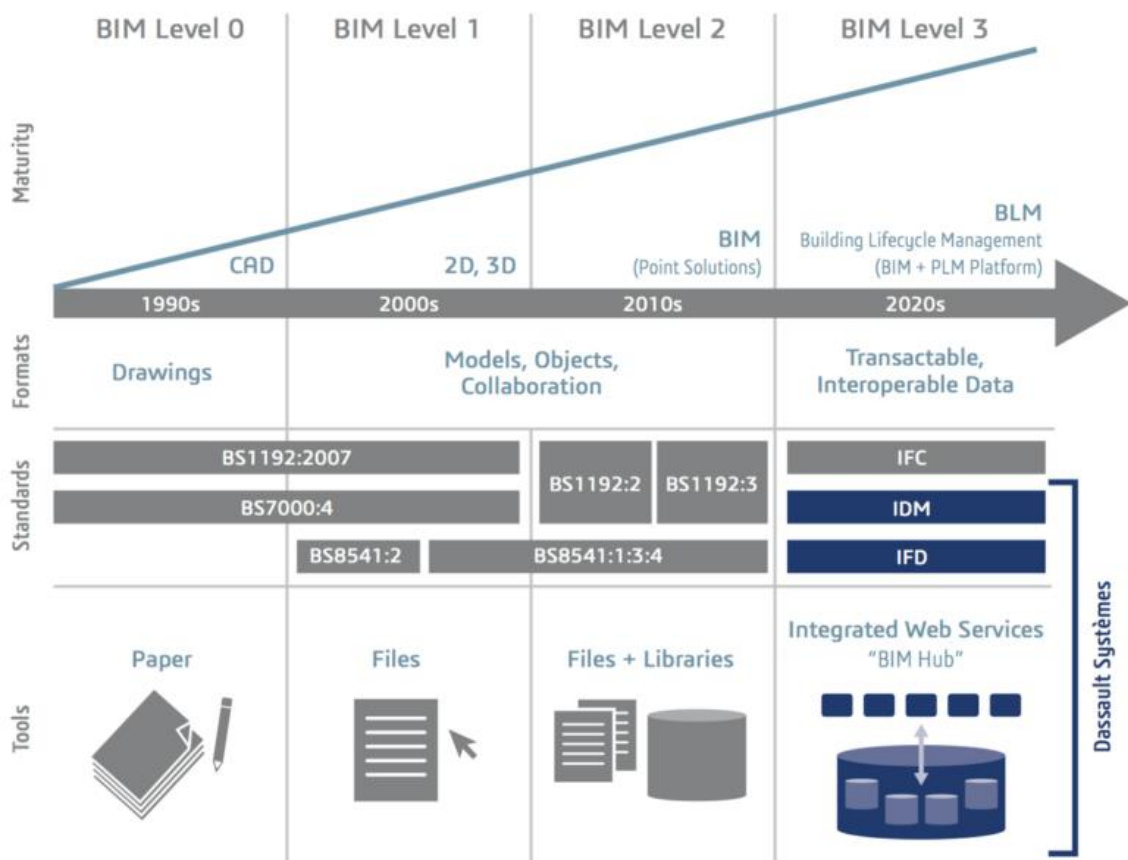 BIM Level 0
BIM Level 1
BIM Level 2
BIM Level 3
Maturity
CAD
2D, 3D
BIM
(Point Solutions)
BLM
Building Lifecycle Management
(BIM + PLM Platform)
1990s
2000s
2010s
2020s
Formats
Drawings
Models, Objects,
Collaboration
Transactable,
Interoperable Data
Standards
BS1192:2007
BS7000:4
BS8541:2
BS8541:1:3:4
BS1192:2
BS1192:3
IFC
IDM
IFD
Tools
Paper
Files
Files + Libraries
Integrated Web Services
"BIM Hub"
Dassault Systèmes